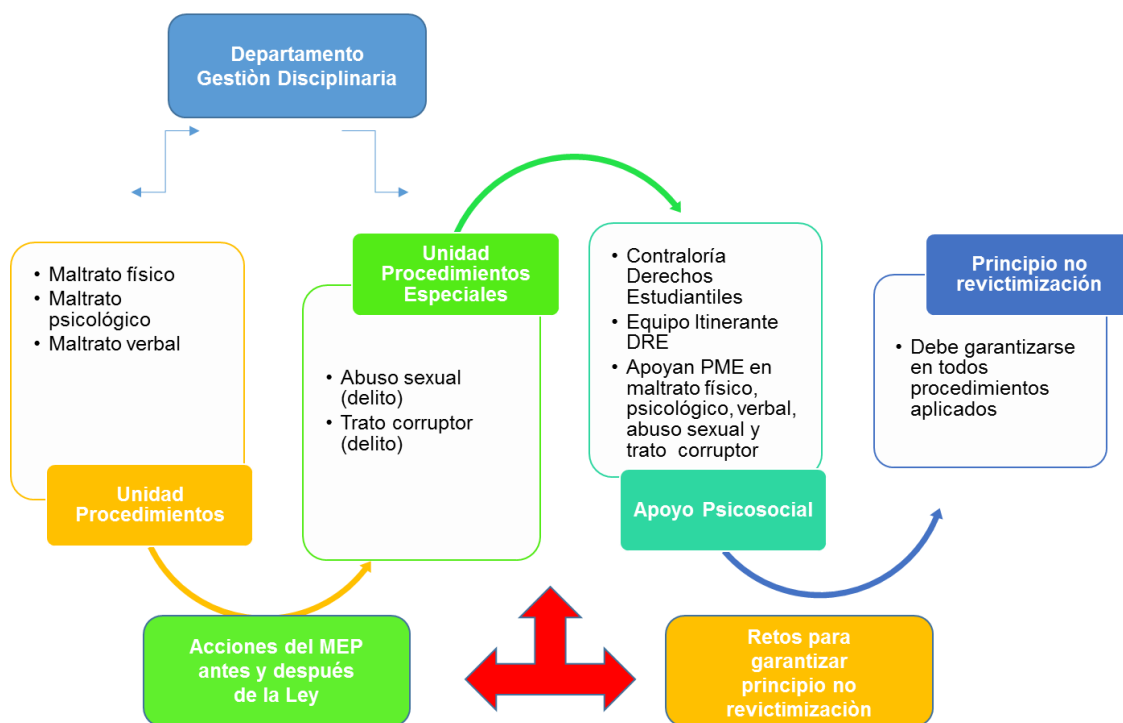 Departamento
Gestiòn Disciplinaria
• Maltrato físico
• Maltrato
psicológico
• Maltrato verbal
Unidad
Procedimientos
Unidad
Procedimientos
Especiales
• Abuso sexual
(delito)
• Trato corruptor
(delito)
• Contraloría
Derechos
Estudiantiles
• Equipo Itinerante
DRE
• Apoyan PME en
maltrato físico,
psicológico, verbal,
abuso sexual y
trato corruptor
Apoyo Psicosocial
Principio no
revictimización
• Debe garantizarse
en todos
procedimientos
aplicados
Acciones del MEP
antes y después
de la Ley
Retos para
garantizar
principio no
revictimizaciòn